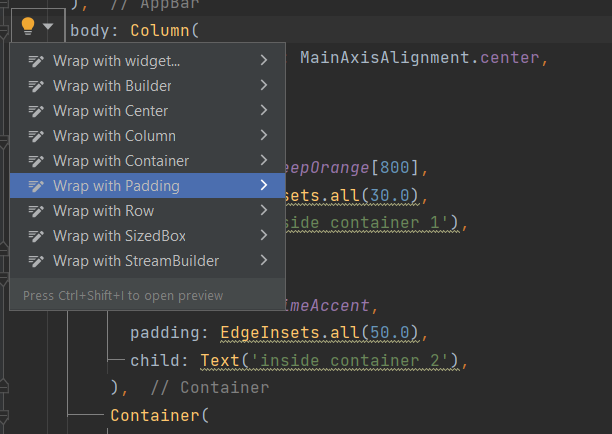 ), // AppBar
body: Column(
MainAxisAlignment.center,
Wrap with widget...
Wrap with Builder
Wrap with Center
Wrap with Column
Wrap with Container
eepOrange[800],
Wrap with Padding
sets.all(30.0),
Wrap with Row
side container 1'),
Wrap with SizedBox
Wrap with StreamBuilder
Press Ctrl+Shift+I to open preview
imeAccent,
padding: EdgeInsets.all(50.0),
child: Text('inside container 2'),
), // Container
Container(